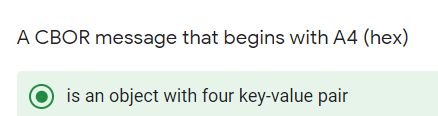 A CBOR message that begins with A4 (hex)
is an object with four key-value pair